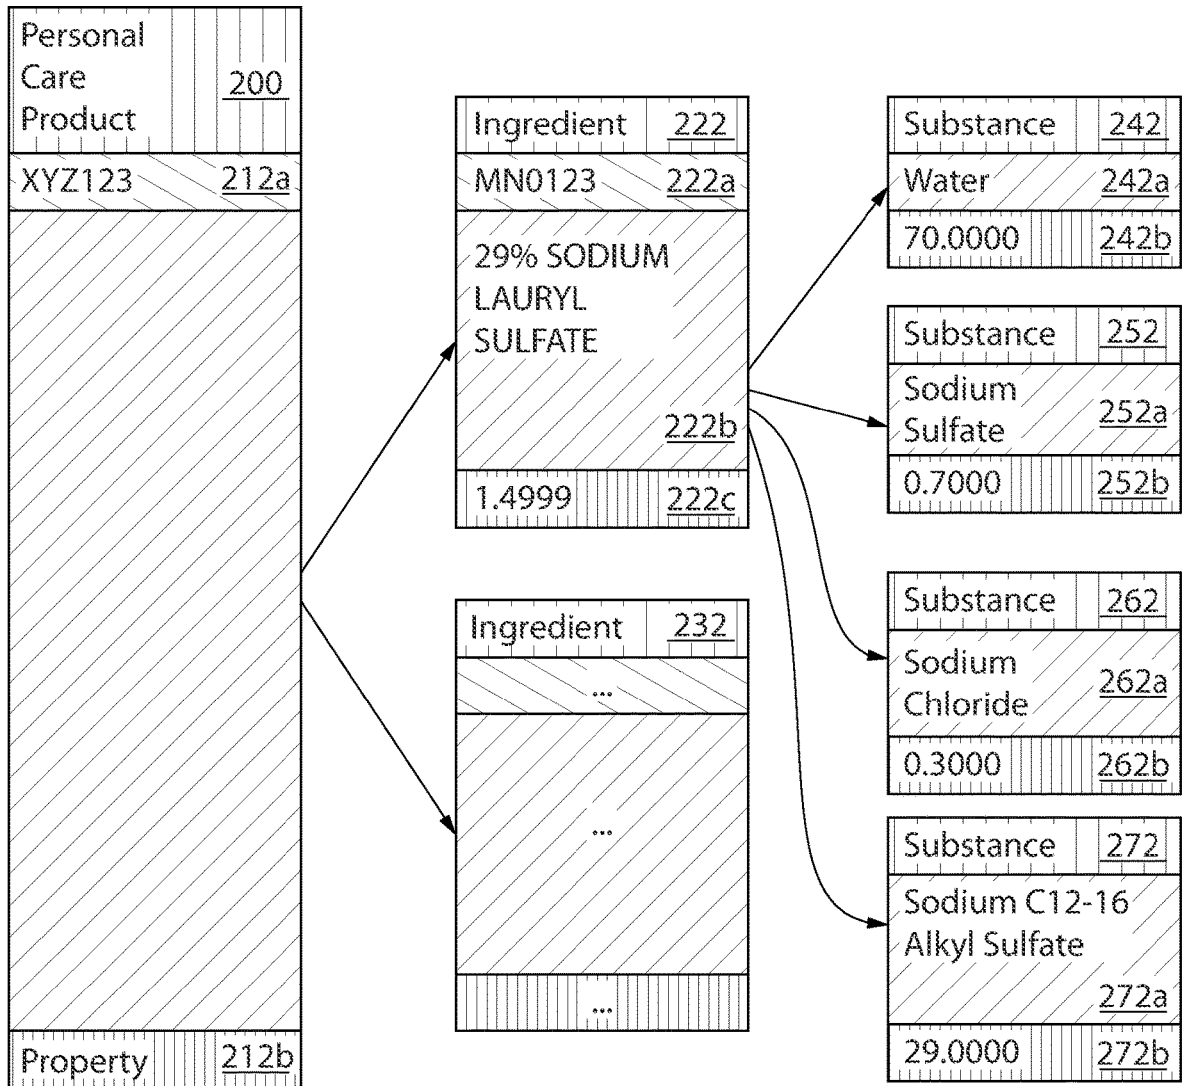 Personal
Care
Product 200
XYZ123 212a
Property 212b
Ingredient 222
MN0123 222a
29% SODIUM
LAURYL
SULFATE
222b
1.4999 222c
Ingredient 232
...
...
...
Substance 242
Water 242a
70.0000 242b
Substance 252
Sodium
Sulfate 252a
0.7000 252b
Substance 262
Sodium
Chloride 262a
0.3000 262b
Substance 272
Sodium C12-16
Alkyl Sulfate
272a
29.0000 272b